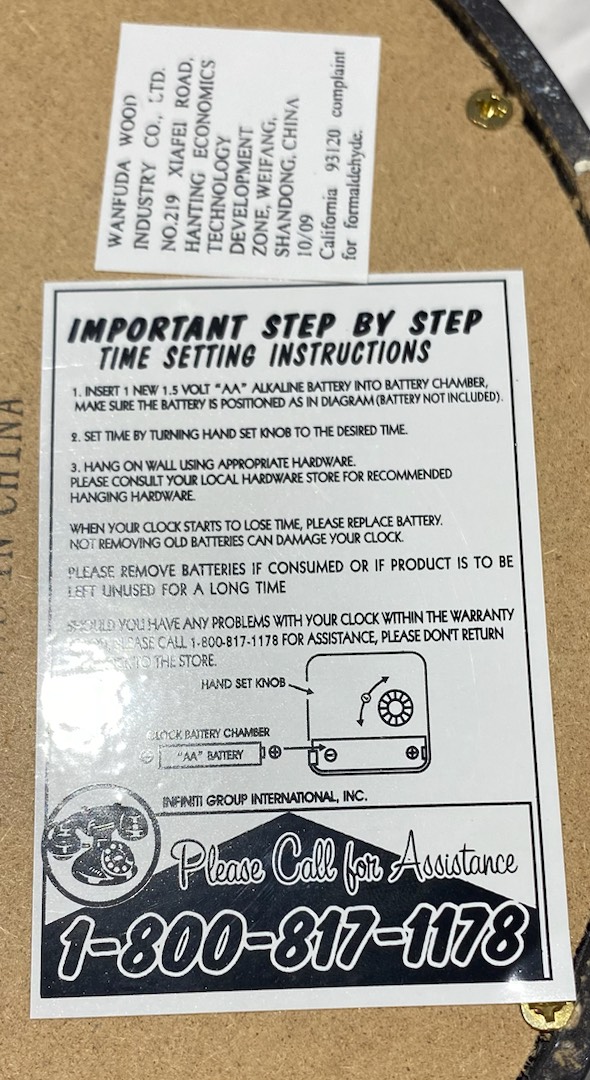 WANFUDA WOOD
INDUSTRY CO., LTD.
NO.219 XIAFEI ROAD,
HANTING ECONOMICS
TECHNOLOGY
DEVELOPMENT
ZONE, WEIFANG,
SHANDONG, CHINA
10/09
California 93120 complaint
for formaldehyde.
IN CHINA
IMPORTANT STEP BY STEP
TIME SETTING INSTRUCTIONS
1. INSERT 1 NEW 1.5 VOLT "AA" ALKALINE BATTERY INTO BATTERY CHAMBER,
MAKE SURE THE BATTERY IS POSITIONED AS IN DIAGRAM (BATTERY NOT INCLUDED).
2. SET TIME BY TURNING HAND SET KNOB TO THE DESIRED TIME.
3. HANG ON WALL USING APPROPRIATE HARDWARE.
PLEASE CONSULT YOUR LOCAL HARDWARE STORE FOR RECOMMENDED
HANGING HARDWARE.
WHEN YOUR CLOCK STARTS TO LOSE TIME, PLEASE REPLACE BATTERY.
NOT REMOVING OLD BATTERIES CAN DAMAGE YOUR CLOCK.
PLEASE REMOVE BATTERIES IF CONSUMED OR IF PRODUCT IS TO BE
LEFT UNUSED FOR A LONG TIME
SHOULD YOU HAVE ANY PROBLEMS WITH YOUR CLOCK WITHIN THE WARRANTY
PLEASE CALL 1-800-817-1178 FOR ASSISTANCE, PLEASE DON'T RETURN
TO THE STORE.
HAND SET KNOB
CLOCK BATTERY CHAMBER
"AA" BATTERY
INFINITI GROUP INTERNATIONAL, INC.
Please Call for Assistance
1-800-817-1178